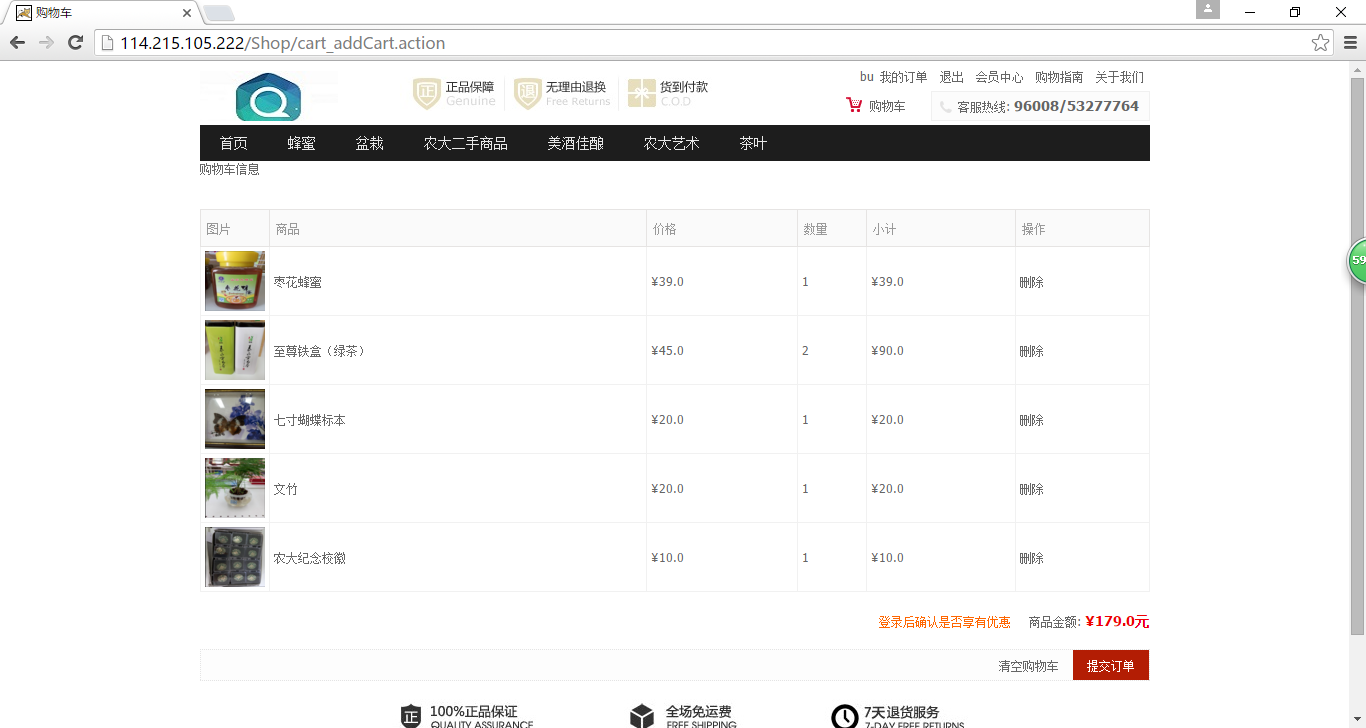 购物车
114.215.105.222/Shop/cart_addCart.action
正品保障
Genuine
无理由退换
Free Returns
货到付款
C.O.D
bu 我的订单 退出 会员中心 购物指南 关于我们
购物车
客服热线: 96008/53277764
首页 蜂蜜 盆栽 农大二手商品 美酒佳酿 农大艺术 茶叶
购物车信息
图片 商品 价格 数量 小计 操作
枣花蜂蜜 ¥39.0 1 ¥39.0 删除
至尊铁盒（绿茶） ¥45.0 2 ¥90.0 删除
七寸蝴蝶标本 ¥20.0 1 ¥20.0 删除
文竹 ¥20.0 1 ¥20.0 删除
农大纪念校徽 ¥10.0 1 ¥10.0 删除
登录后确认是否享有优惠 商品金额: ¥179.0元
清空购物车 提交订单
正 100%正品保证
QUALITY ASSURANCE
全场免运费
FREE SHIPPING
7天退货服务
7-DAY FREE RETURNS
59